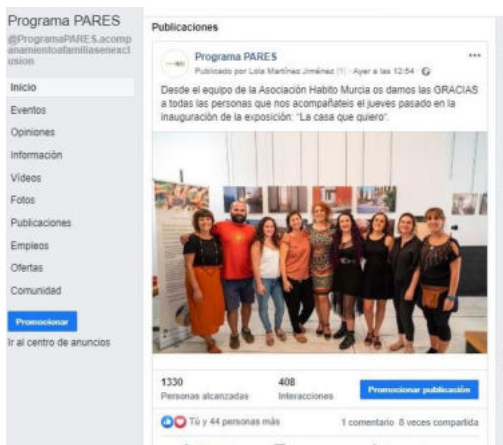 Programa PARES
@ProgramaPARES.acomp
anamientoafamiliasenexcl
usion
Inicio
Eventos
Opiniones
Información
Vídeos
Fotos
Publicaciones
Empleos
Ofertas
Comunidad
Promocionar
Ir al centro de anuncios
Publicaciones
Programa PARES
Publicado por Lola Martínez Jiménez [?] · Ayer a las 12:54 ·
Desde el equipo de la Asociación Habito Murcia os damos las GRACIAS
a todas las personas que nos acompañasteis el jueves pasado en la
inauguración de la exposición: "La casa que quiero".
1330
Personas alcanzadas
408
Interacciones
Promocionar publicación
Tú y 44 personas más
1 comentario 8 veces compartida